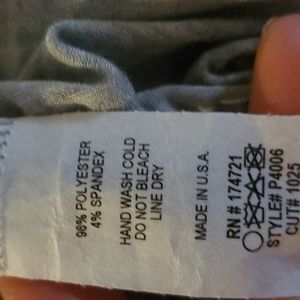 96% POLYESTER
4% SPANDEX
HAND WASH COLD
DO NOT BLEACH
LINE DRY
MADE IN U.S.A.
RN # 174721
STYLE# P4006
CUT# 1025